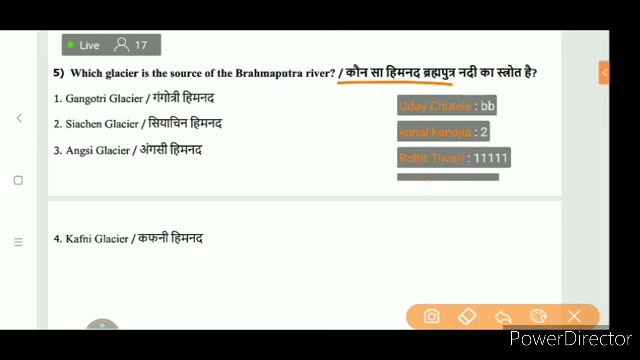 Live 17
5) Which glacier is the source of the Brahmaputra river? / कौन सा हिमनद ब्रह्मपुत्र नदी का स्त्रोत है?
1. Gangotri Glacier / गंगोत्री हिमनद
Uday Chutele : bb
2. Siachen Glacier / सियाचिन हिमनद
kunal kanojia : 2
3. Angsi Glacier / अंगसी हिमनद
Rohit Tiwari : 11111
4. Kafni Glacier / कफनी हिमनद
PowerDirector